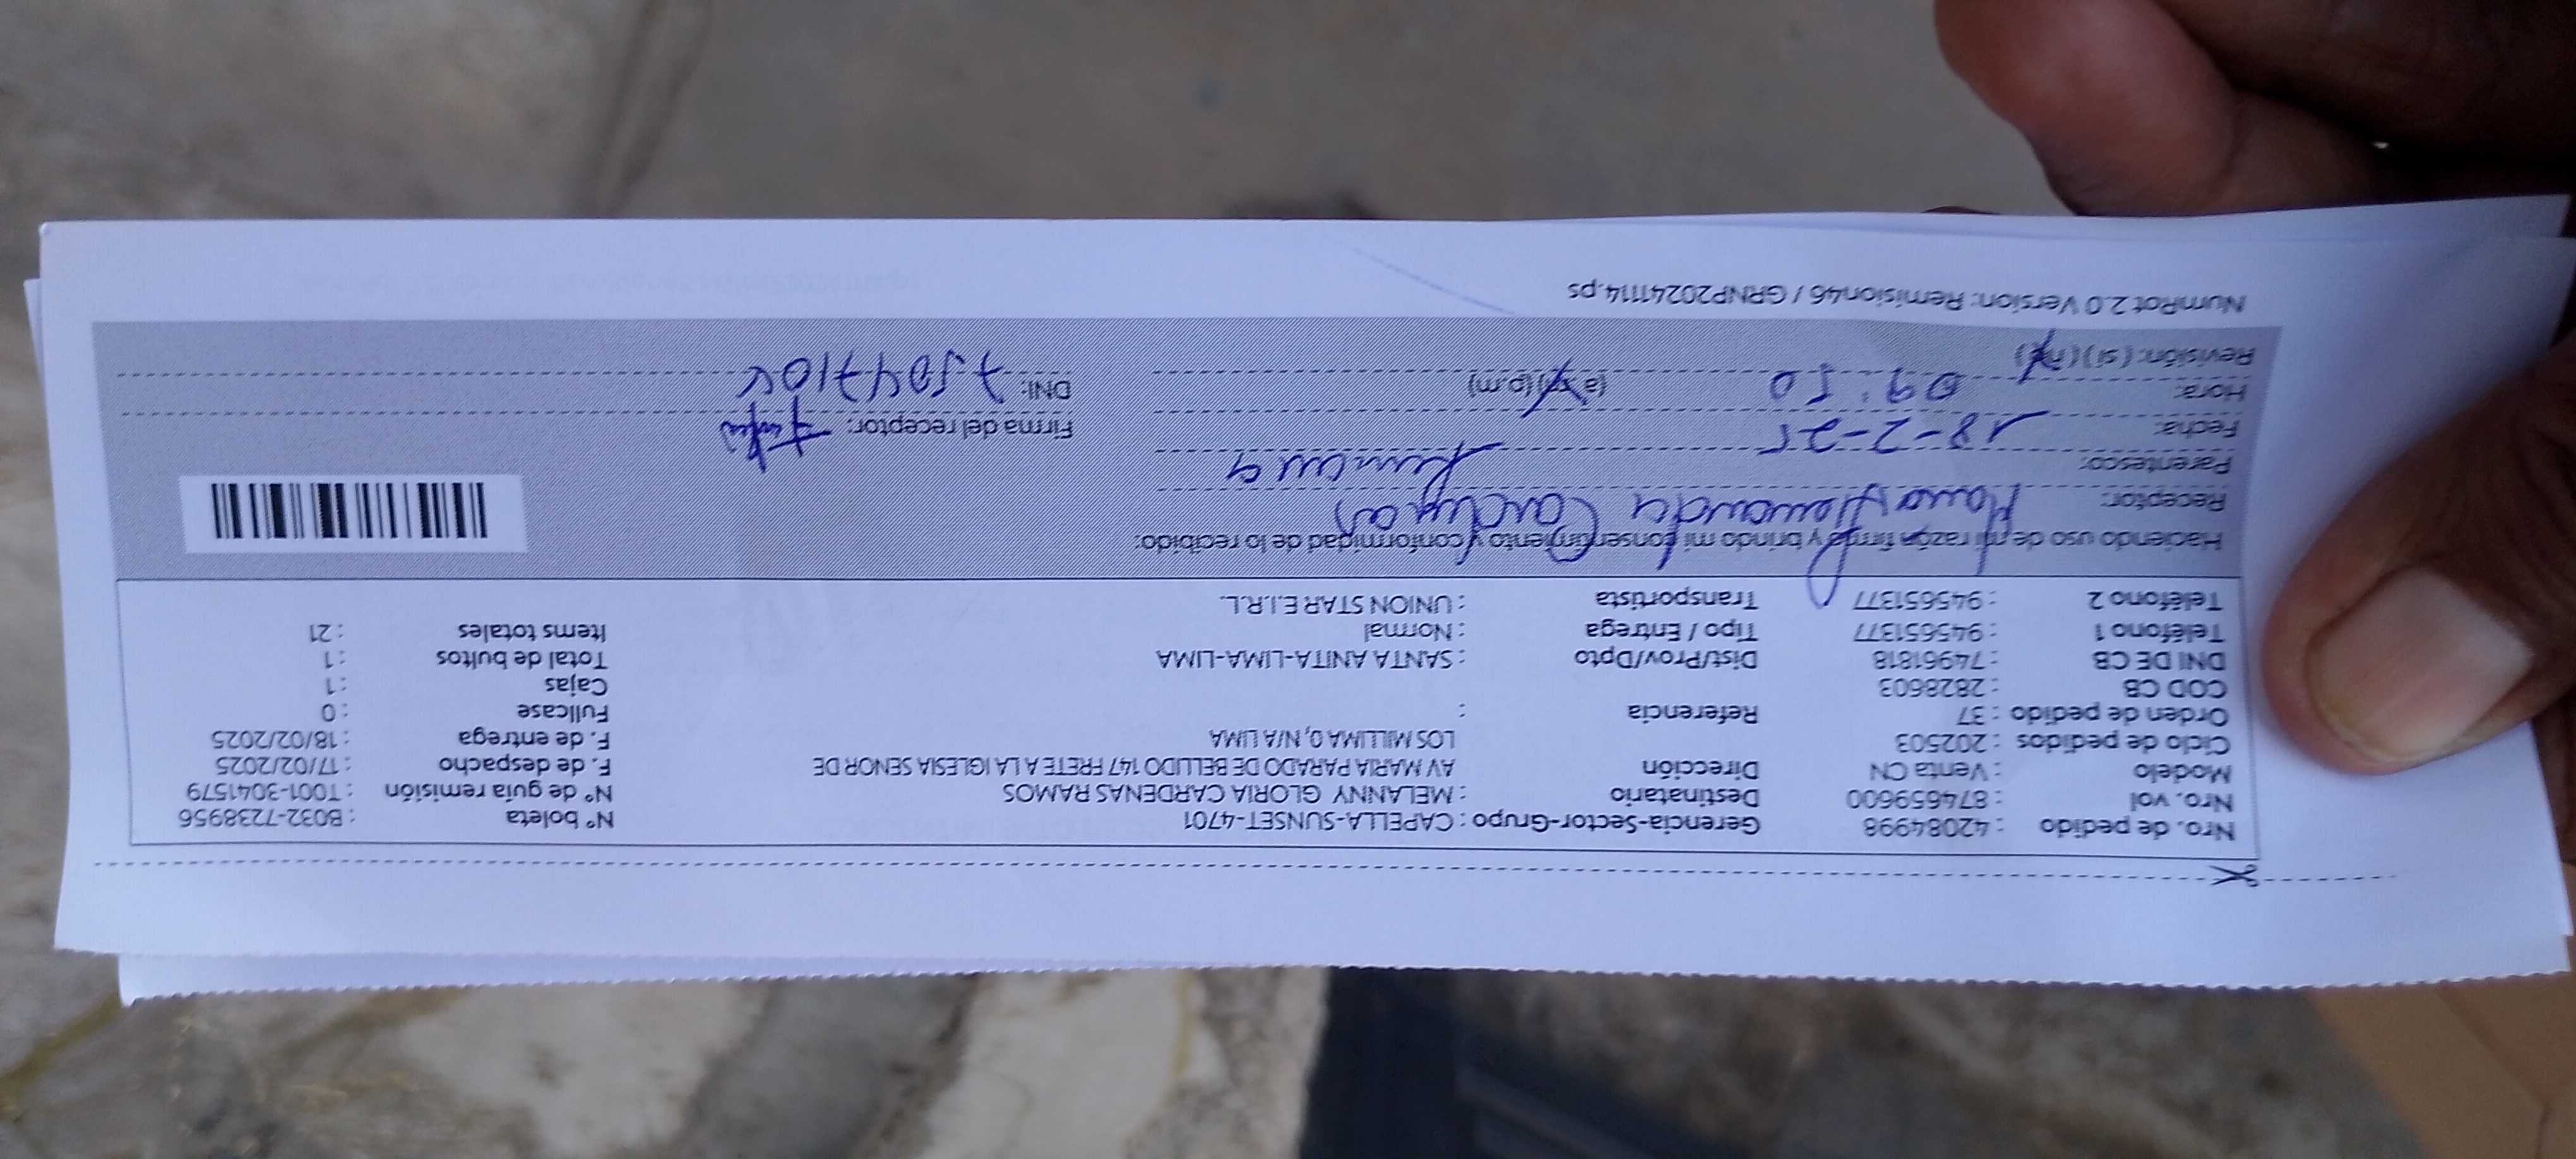 Nro. de pedido : 42084998 Gerencia-Sector-Grupo : CAPELLA-SUNSET-4701 N° boleta : B032-7238956
Nro. vol : 874659600 Destinatario : MELANNY GLORIA CARDENAS RAMOS N° de guía remisión : T001-3041579
Modelo : Venta CN Dirección AV MARIA PARADO DE BELLIDO 147 FRETE A LA IGLESIA SENOR DE F. de despacho : 17/02/2025
Ciclo de pedidos : 202503 LOS MILLIMA 0, N/A LIMA F. de entrega : 18/02/2025
Orden de pedido : 37 Referencia : Fullcase : 0
COD CB : 2828603 Cajas : 1
DNI DE CB : 74961818 Dist/Prov/Dpto : SANTA ANITA-LIMA-LIMA Total de bultos : 1
Teléfono 1 : 945651377 Tipo / Entrega : Normal Items totales : 21
Teléfono 2 : 945651377 Transportista : UNION STAR E.I.R.L.
Haciendo uso de mi razón firmo y brindo mi consentimiento y conformidad de lo recibido:
Receptor:
Parentesco: hermana
Fecha: 18-2-25 Firma del receptor:
Hora: 09:50 (a.m) (p.m) DNI:
Revisión: (si) (no)
NumRot 2.0 Version: Remision46 / GRNP20241114.ps